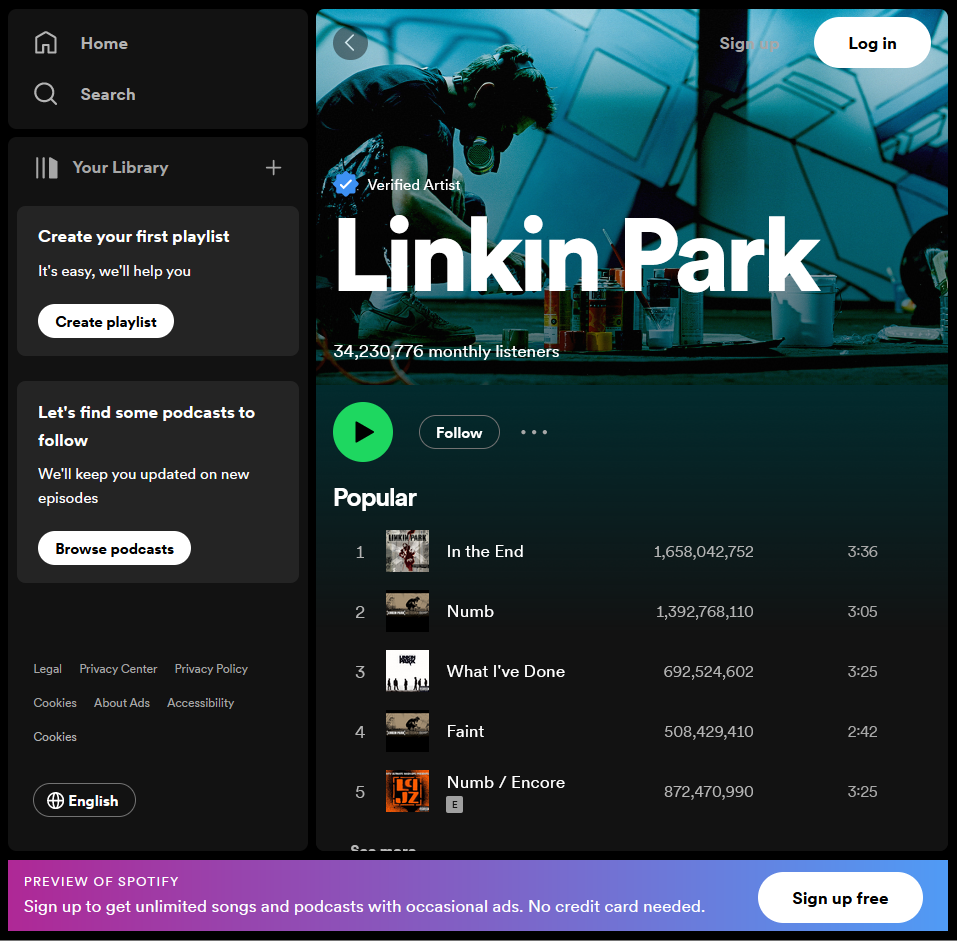 Home
Search
Your Library
Create your first playlist
It's easy, we'll help you
Create playlist
Let's find some podcasts to
follow
We'll keep you updated on new
episodes
Browse podcasts
Legal Privacy Center Privacy Policy
Cookies About Ads Accessibility
Cookies
English
Sign up Log in
Verified Artist
Linkin Park
34,230,776 monthly listeners
Follow
Popular
1 In the End 1,658,042,752 3:36
2 Numb 1,392,768,110 3:05
3 What I've Done 692,524,602 3:25
4 Faint 508,429,410 2:42
5 Numb / Encore 872,470,990 3:25
E
See more
PREVIEW OF SPOTIFY
Sign up to get unlimited songs and podcasts with occasional ads. No credit card needed.
Sign up free